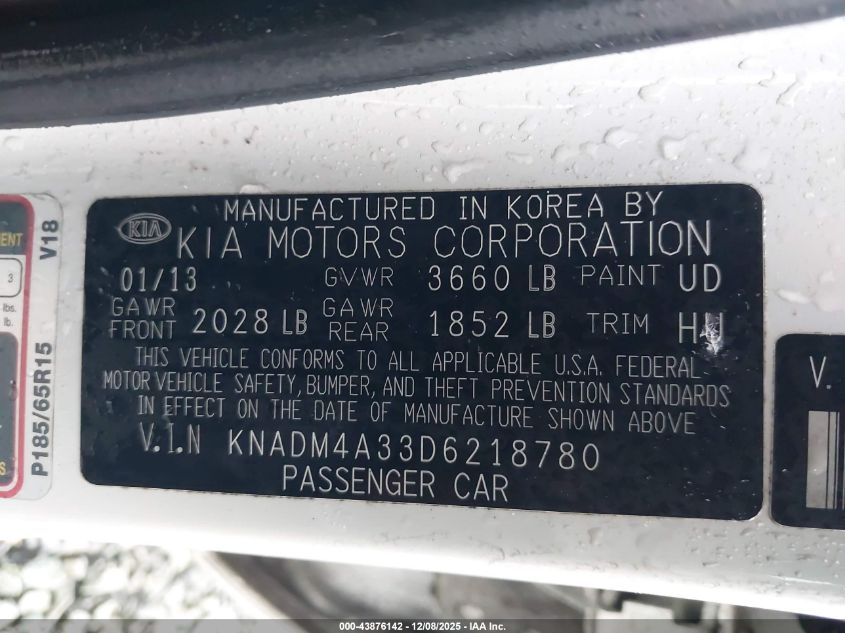 MANUFACTURED IN KOREA BY
KIA KIA MOTORS CORPORATION
01/13 GVWR 3660 LB PAINT UD
GAWR FRONT 2028 LB GAWR REAR 1852 LB TRIM
THIS VEHICLE CONFORMS TO ALL APPLICABLE U.S.A. FEDERAL
MOTOR VEHICLE SAFETY, BUMPER, AND THEFT PREVENTION STANDARDS
IN EFFECT ON THE DATE OF MANUFACTURE SHOWN ABOVE
V.I.N KNADM4A33D6218780
PASSENGER CAR
3
lbs.
lb.
P185/65R15 V18
V.
000-43876142 - 12/08/2025 - IAA Inc.